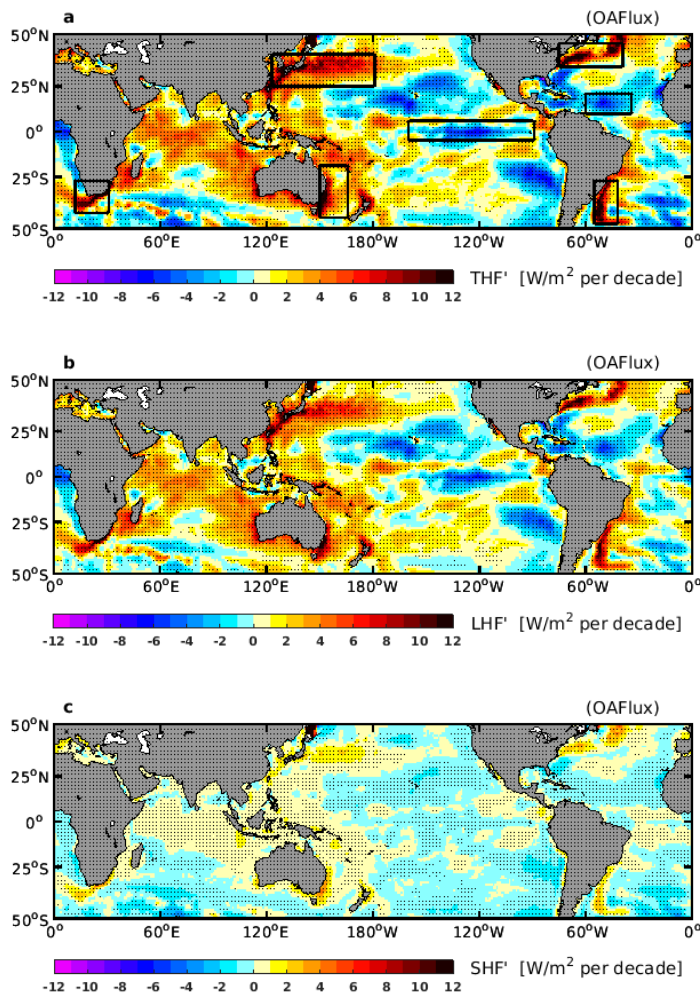 a (OAFlux)
50°N
25°N
0°
25°S
50°S
0° 60°E 120°E 180°W 120°W 60°W 0°
-12 -10 -8 -6 -4 -2 0 2 4 6 8 10 12
THF' [W/m² per decade]
b (OAFlux)
50°N
25°N
0°
25°S
50°S
0° 60°E 120°E 180°W 120°W 60°W 0°
-12 -10 -8 -6 -4 -2 0 2 4 6 8 10 12
LHF' [W/m² per decade]
c (OAFlux)
50°N
25°N
0°
25°S
50°S
0° 60°E 120°E 180°W 120°W 60°W 0°
-12 -10 -8 -6 -4 -2 0 2 4 6 8 10 12
SHF' [W/m² per decade]